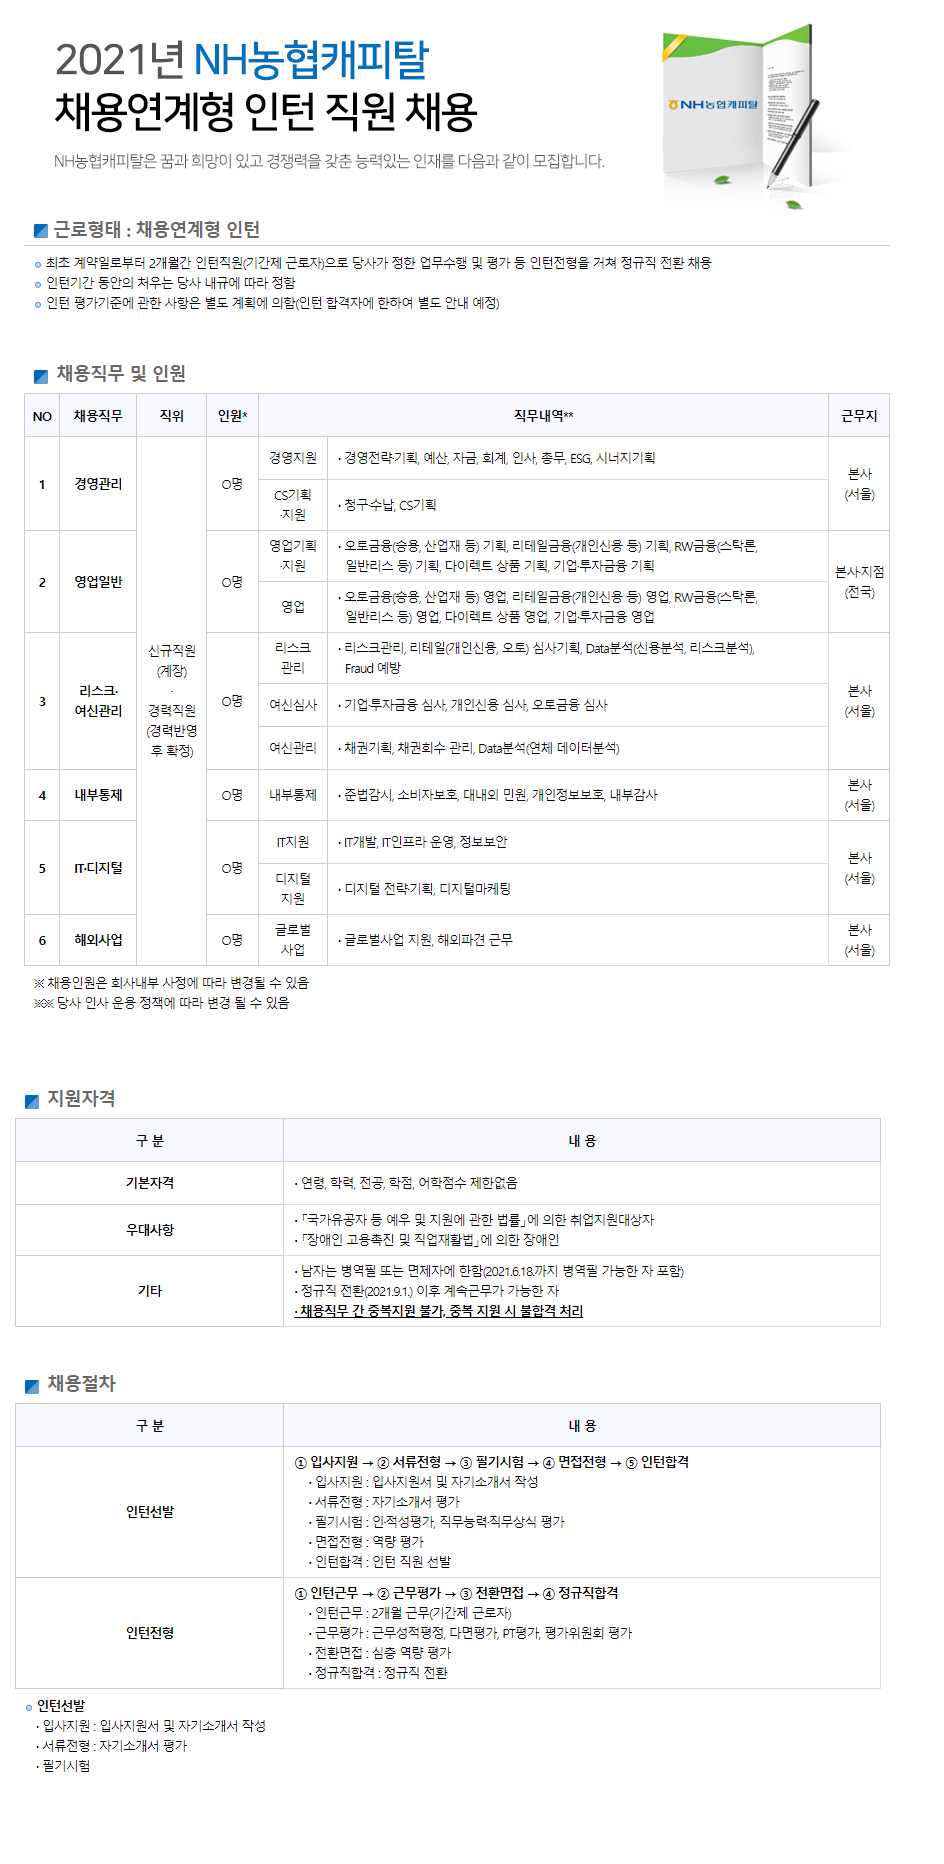 2021년 NH농협캐피탈
채용연계형 인턴 직원 채용
NH농협캐피탈은 꿈과 희망이 있고 경쟁력을 갖춘 능력있는 인재를 다음과 같이 모집합니다.
NH농협캐피탈
근로형태 : 채용연계형 인턴
최초 계약일로부터 2개월간 인턴직원(기간제 근로자)으로 당사가 정한 업무수행 및 평가 등 인턴전형을 거쳐 정규직 전환 채용
인턴기간 동안의 처우는 당사 내규에 따라 정함
인턴 평가기준에 관한 사항은 별도 계획에 의함(인턴 합격자에 한하여 별도 안내 예정)
채용직무 및 인원
NO 채용직무 직위 인원* 직무내역** 근무지
신규직원
(계장)
·
경력직원
(경력반영
후 확정)
1 경영관리 O명
경영지원 · 경영전략·기획, 예산, 자금, 회계, 인사, 총무, ESG, 시너지기획
CS기획
·지원
· 청구·수납, CS기획
본사
(서울)
2 영업일반 O명
영업기획
·지원
· 오토금융(승용, 산업재 등) 기획, 리테일금융(개인신용 등) 기획, RW금융(스탁론,
일반리스 등) 기획, 다이렉트 상품 기획, 기업·투자금융 기획
영업
· 오토금융(승용, 산업재 등) 영업, 리테일금융(개인신용 등) 영업, RW금융(스탁론,
일반리스 등) 영업, 다이렉트 상품 영업, 기업·투자금융 영업
본사·지점
(전국)
3 리스크·
여신관리
O명
리스크
관리
· 리스크관리, 리테일(개인신용, 오토) 심사기획, Data분석(신용분석, 리스크분석),
Fraud 예방
여신심사 · 기업·투자금융 심사, 개인신용 심사, 오토금융 심사
여신관리 · 채권기획, 채권회수 관리, Data분석(연체 데이터분석)
본사
(서울)
4 내부통제 O명 내부통제 · 준법감시, 소비자보호, 대내외 민원, 개인정보보호, 내부감사
본사
(서울)
5 IT·디지털 O명
IT지원 · IT개발, IT인프라 운영, 정보보안
디지털
지원
· 디지털 전략·기획, 디지털마케팅
본사
(서울)
6 해외사업 O명
글로벌
사업
· 글로벌사업 지원, 해외파견 근무
본사
(서울)
※ 채용인원은 회사내부 사정에 따라 변경될 수 있음
※※ 당사 인사 운용 정책에 따라 변경 될 수 있음
지원자격
구 분 내 용
기본자격 · 연령, 학력, 전공, 학점, 어학점수 제한없음
우대사항
· 「국가유공자 등 예우 및 지원에 관한 법률」에 의한 취업지원대상자
· 「장애인 고용촉진 및 직업재활법」에 의한 장애인
기타
· 남자는 병역필 또는 면제자에 한함(2021.6.18.까지 병역필 가능한 자 포함)
· 정규직 전환(2021.9.1.) 이후 계속근무가 가능한 자
· 채용직무 간 중복지원 불가, 중복 지원 시 불합격 처리
채용절차
구 분 내 용
인턴선발
① 입사지원 → ② 서류전형 → ③ 필기시험 → ④ 면접전형 → ⑤ 인턴합격
· 입사지원 : 입사지원서 및 자기소개서 작성
· 서류전형 : 자기소개서 평가
· 필기시험 : 인·적성평가, 직무능력·직무상식 평가
· 면접전형 : 역량 평가
· 인턴합격 : 인턴 직원 선발
인턴전형
① 인턴근무 → ② 근무평가 → ③ 전환면접 → ④ 정규직합격
· 인턴근무 : 2개월 근무(기간제 근로자)
· 근무평가 : 근무성적평정, 다면평가, PT평가, 평가위원회 평가
· 전환면접 : 심층 역량 평가
· 정규직합격 : 정규직 전환
인턴선발
· 입사지원 : 입사지원서 및 자기소개서 작성
· 서류전형 : 자기소개서 평가
· 필기시험